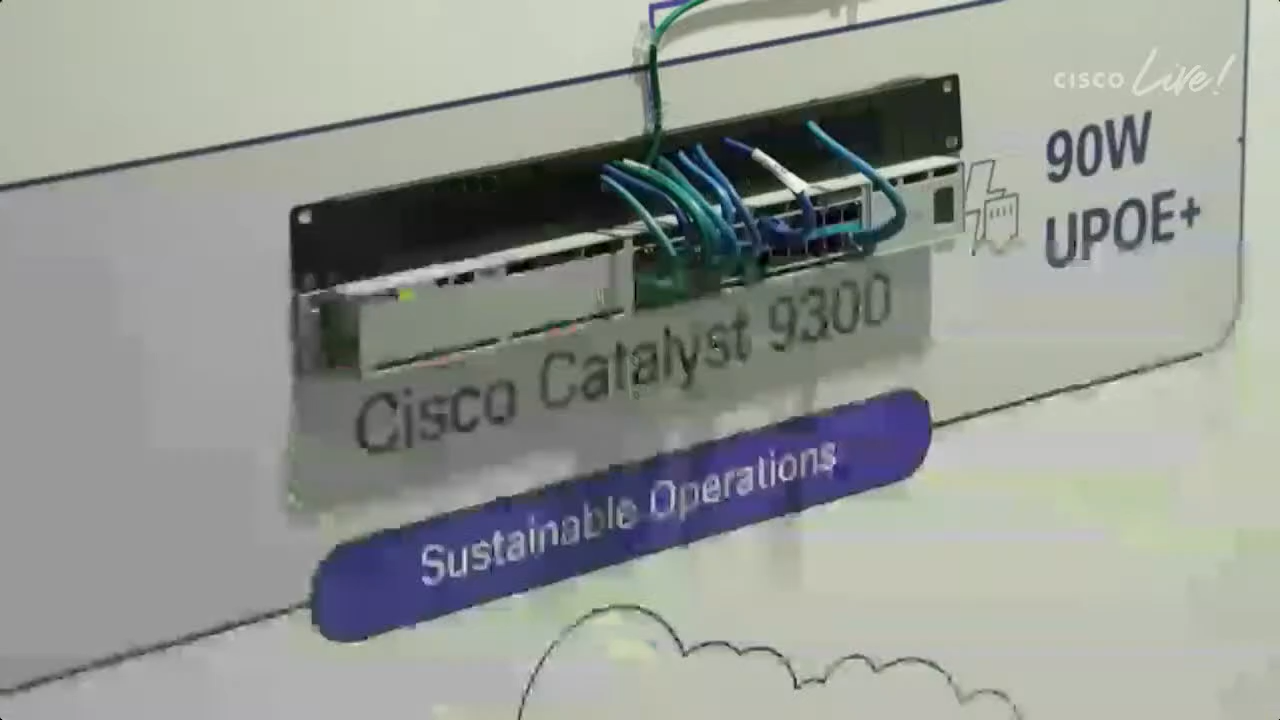 CISCO Live!
90W
UPOE+
Cisco Catalyst 9300
Sustainable Operations